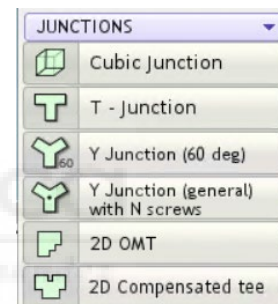 JUNCTIONS
Cubic Junction
T - Junction
60
Y Junction (60 deg)
Y Junction (general)
with N screws
2D OMT
2D Compensated tee